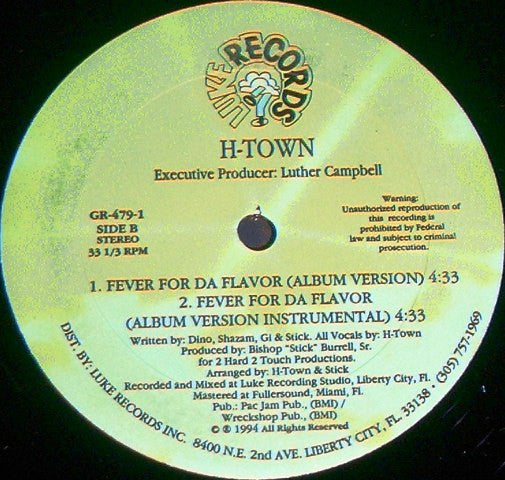 LUKE RECORDS
H-TOWN
Executive Producer: Luther Campbell
GR-479-1
SIDE B
STEREO
33 1/3 RPM
Warning:
Unauthorized reproduction of
this recording is
prohibited by Federal
law and subject to criminal
prosecution.
1. FEVER FOR DA FLAVOR (ALBUM VERSION) 4:33
2. FEVER FOR DA FLAVOR
(ALBUM VERSION INSTRUMENTAL) 4:33
Written by: Dino, Shazam, Gi & Stick. All Vocals by: H-Town
Produced by: Bishop "Stick" Burrell, Sr.
for 2 Hard 2 Touch Productions.
Arranged by: H-Town & Stick
Recorded and Mixed at Luke Recording Studio, Liberty City, Fl.
Mastered at Fullersound, Miami, Fl.
Pub.: Pac Jam Pub., (BMI) /
Wreckshop Pub., (BMI)
© ℗ 1994 All Rights Reserved
DIST. BY: LUKE RECORDS INC. 8400 N.E. 2nd AVE. LIBERTY CITY, FL 33138 • (305) 757-1969